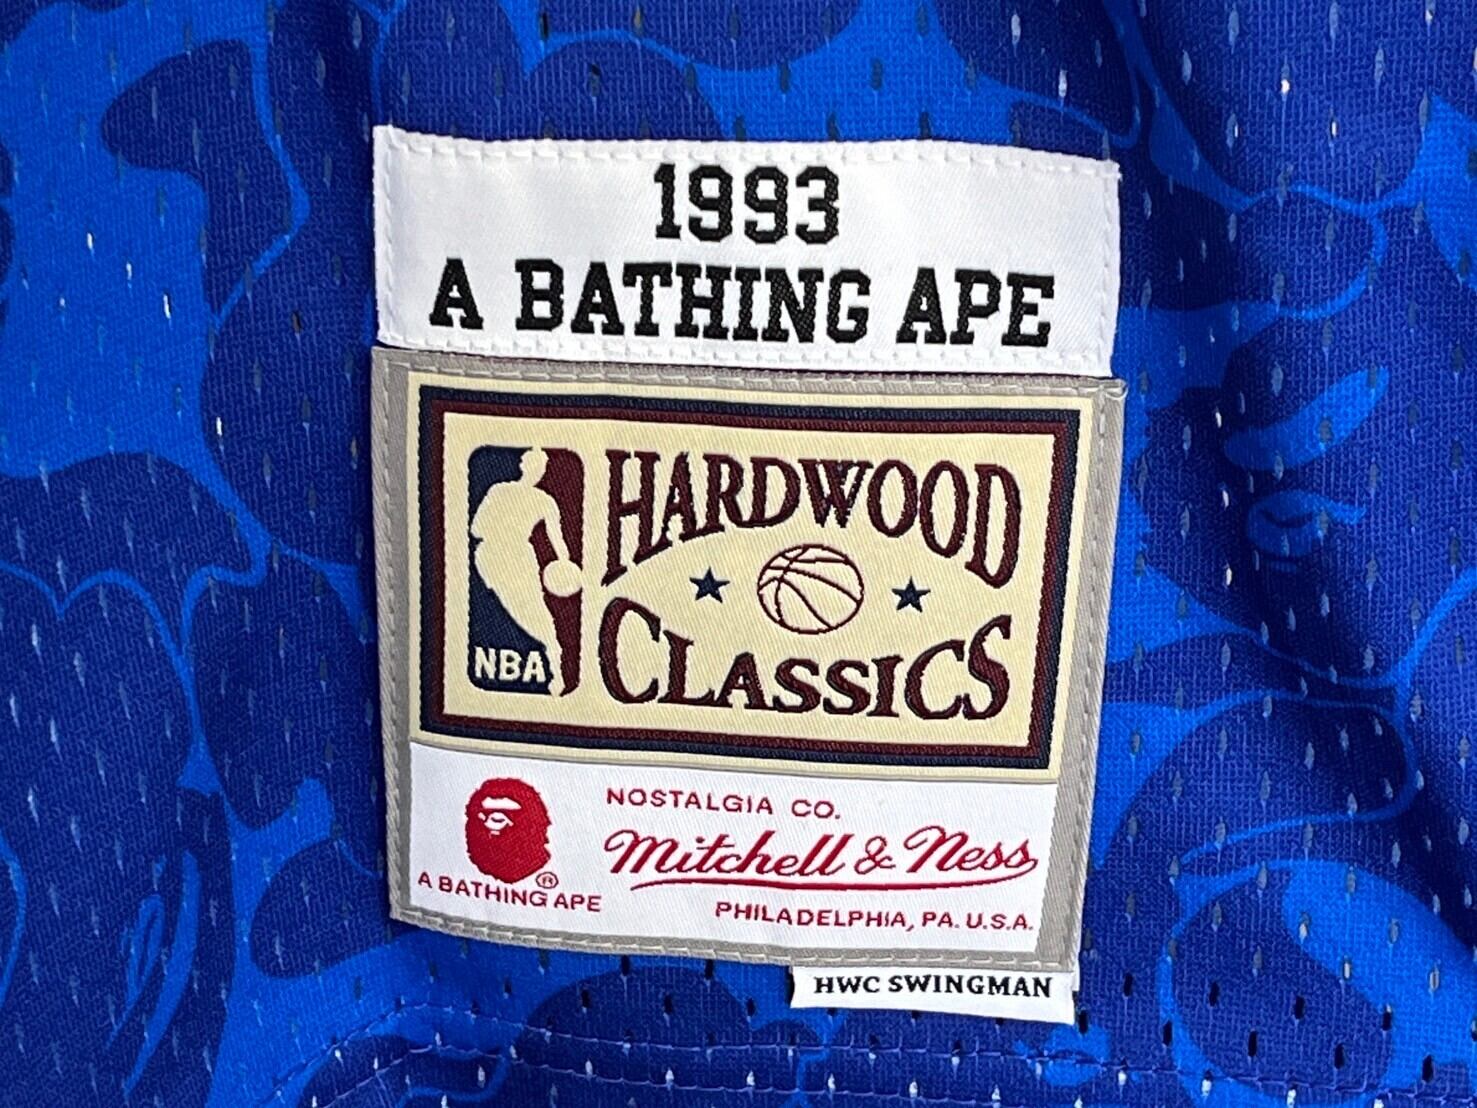 1993
A BATHING APE
HARDWOOD
CLASSICS
NBA
NOSTALGIA CO.
Mitchell & Ness
A BATHING APE ®
PHILADELPHIA, PA. U.S.A.
HWC SWINGMAN